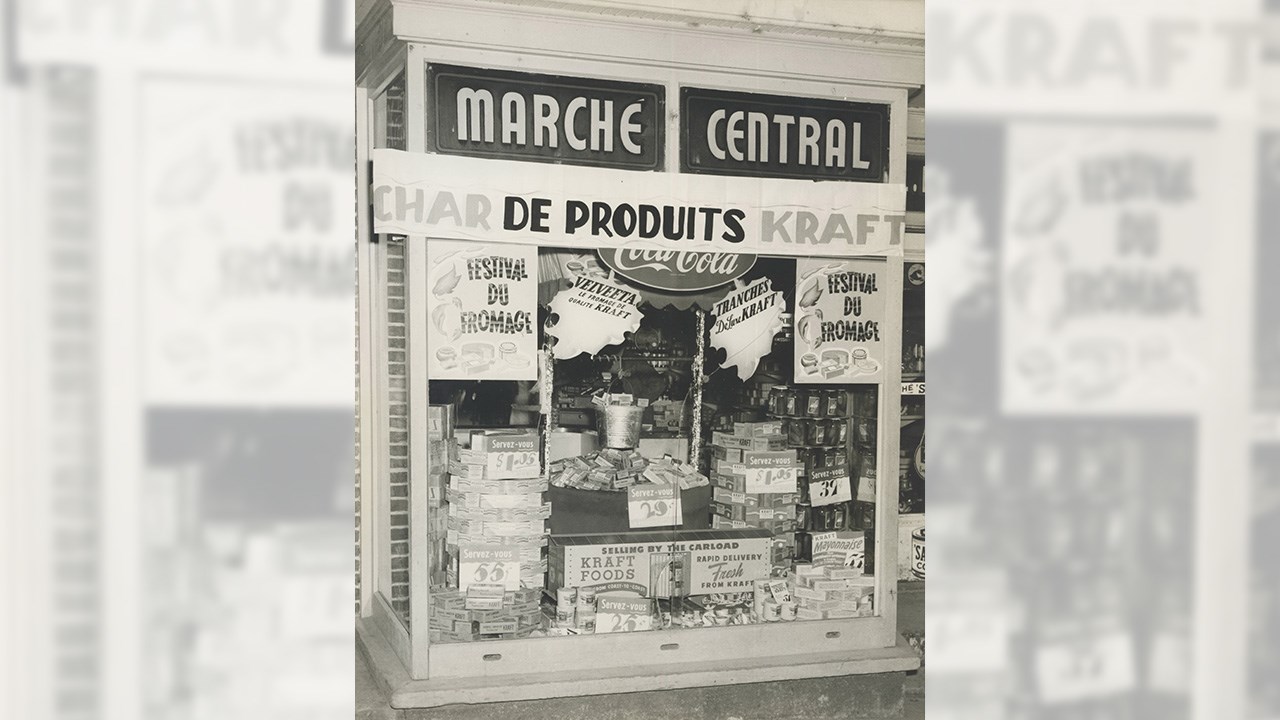 MARCHÉ CENTRAL
CHAR DE PRODUITS KRAFT
Coca-Cola
FESTIVAL
DU
FROMAGE
VELVEETA
LE FROMAGE DE
QUALITÉ KRAFT
TRANCHES
De Luxe KRAFT
FESTIVAL
DU
FROMAGE
Servez-vous
$1.05
Servez-vous
$1.05
Servez-vous
39
Servez-vous
29
Servez-vous
55
SELLING BY THE CARLOAD
KRAFT
FOODS
RAPID DELIVERY
Fresh
FROM KRAFT
KRAFT
Mayonnaise
Servez-vous
25